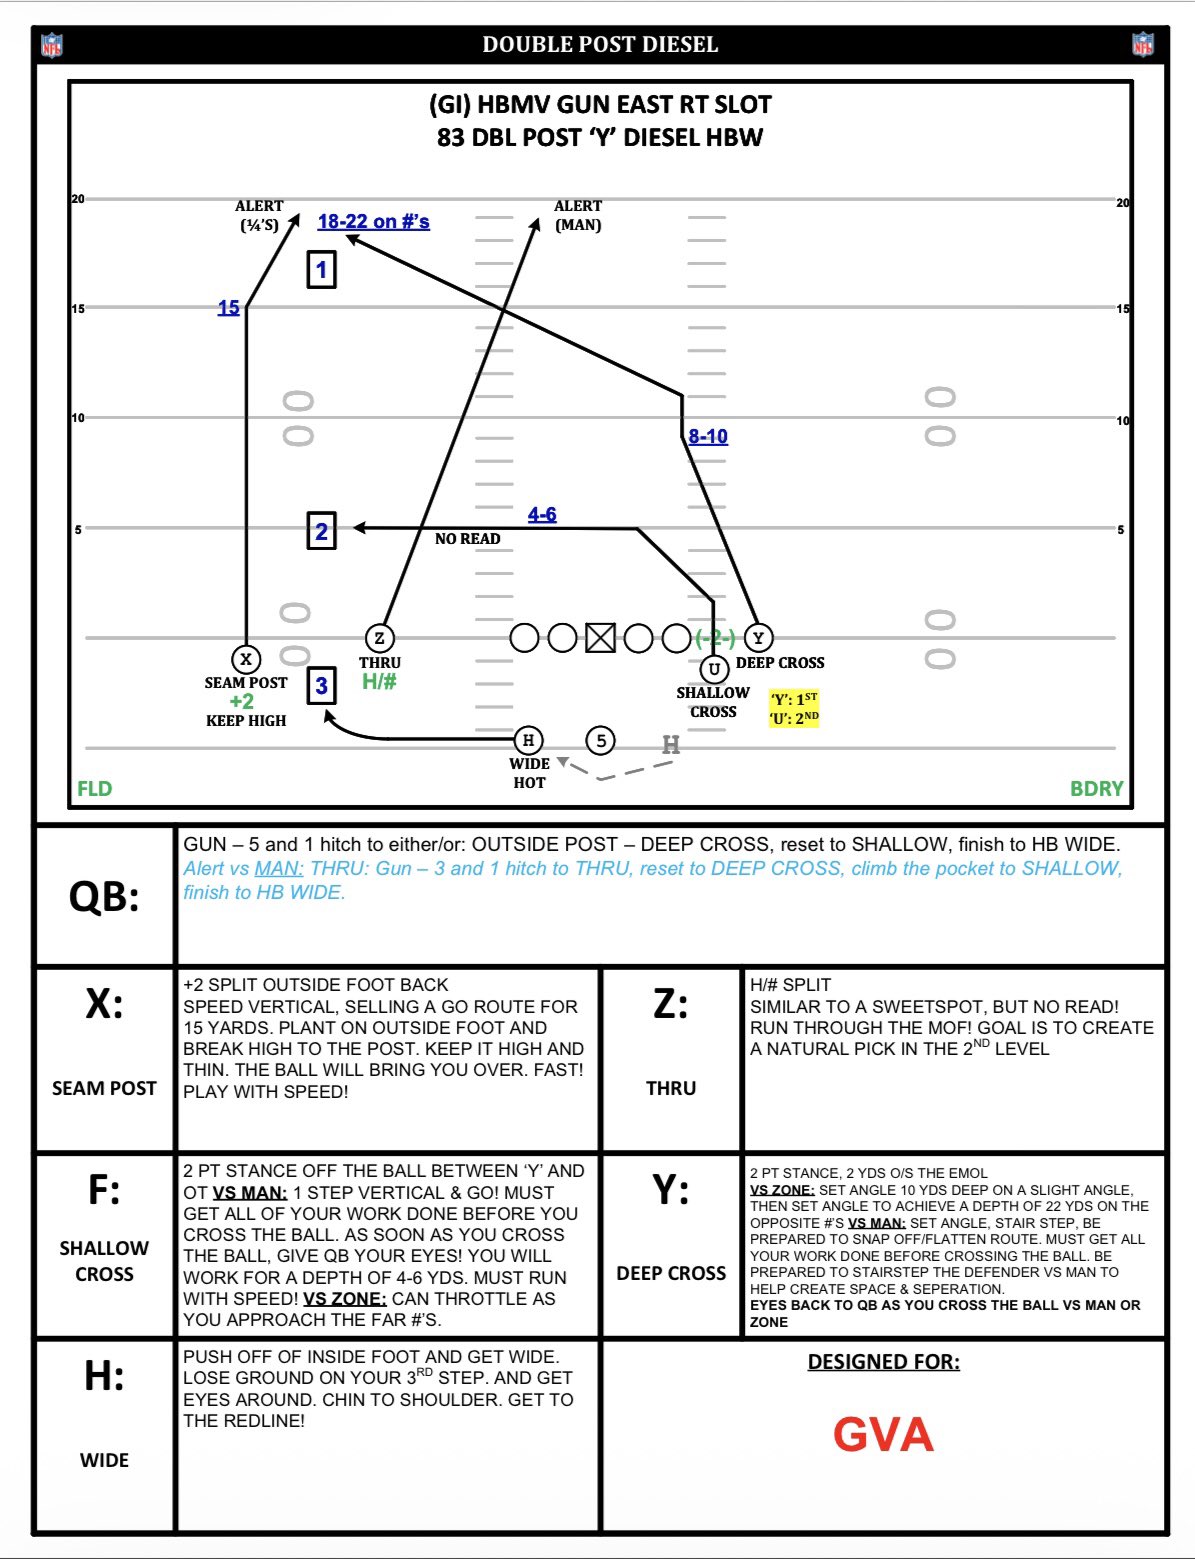 NFL
DOUBLE POST DIESEL
NFL
(GI) HBMV GUN EAST RT SLOT
83 DBL POST ‘Y’ DIESEL HBW
20
20
ALERT
(¼’S)
18-22 on #’s
ALERT
(MAN)
1
15
15
15
10
10
8-10
5
2
4-6
NO READ
5
X
SEAM POST
+2
KEEP HIGH
3
Z
THRU
H/#
(-2-)
Y
DEEP CROSS
U
SHALLOW
CROSS
‘Y’: 1ST
‘U’: 2ND
H
WIDE
HOT
5
H
FLD
BDRY
QB:
GUN – 5 and 1 hitch to either/or: OUTSIDE POST – DEEP CROSS, reset to SHALLOW, finish to HB WIDE.
Alert vs MAN: THRU: Gun – 3 and 1 hitch to THRU, reset to DEEP CROSS, climb the pocket to SHALLOW,
finish to HB WIDE.
X:
SEAM POST
+2 SPLIT OUTSIDE FOOT BACK
SPEED VERTICAL, SELLING A GO ROUTE FOR
15 YARDS. PLANT ON OUTSIDE FOOT AND
BREAK HIGH TO THE POST. KEEP IT HIGH AND
THIN. THE BALL WILL BRING YOU OVER. FAST!
PLAY WITH SPEED!
Z:
THRU
H/# SPLIT
SIMILAR TO A SWEETSPOT, BUT NO READ!
RUN THROUGH THE MOF! GOAL IS TO CREATE
A NATURAL PICK IN THE 2ND LEVEL
F:
SHALLOW
CROSS
2 PT STANCE OFF THE BALL BETWEEN ‘Y’ AND
OT VS MAN: 1 STEP VERTICAL & GO! MUST
GET ALL OF YOUR WORK DONE BEFORE YOU
CROSS THE BALL. AS SOON AS YOU CROSS
THE BALL, GIVE QB YOUR EYES! YOU WILL
WORK FOR A DEPTH OF 4-6 YDS. MUST RUN
WITH SPEED! VS ZONE: CAN THROTTLE AS
YOU APPROACH THE FAR #’S.
Y:
DEEP CROSS
2 PT STANCE, 2 YDS O/S THE EMOL
VS ZONE: SET ANGLE 10 YDS DEEP ON A SLIGHT ANGLE,
THEN SET ANGLE TO ACHIEVE A DEPTH OF 22 YDS ON THE
OPPOSITE #’S VS MAN: SET ANGLE, STAIR STEP, BE
PREPARED TO SNAP OFF/FLATTEN ROUTE. MUST GET ALL
YOUR WORK DONE BEFORE CROSSING THE BALL. BE
PREPARED TO STAIRSTEP THE DEFENDER VS MAN TO
HELP CREATE SPACE & SEPERATION.
EYES BACK TO QB AS YOU CROSS THE BALL VS MAN OR
ZONE
H:
WIDE
PUSH OFF OF INSIDE FOOT AND GET WIDE.
LOSE GROUND ON YOUR 3RD STEP. AND GET
EYES AROUND. CHIN TO SHOULDER. GET TO
THE REDLINE!
DESIGNED FOR:
GVA